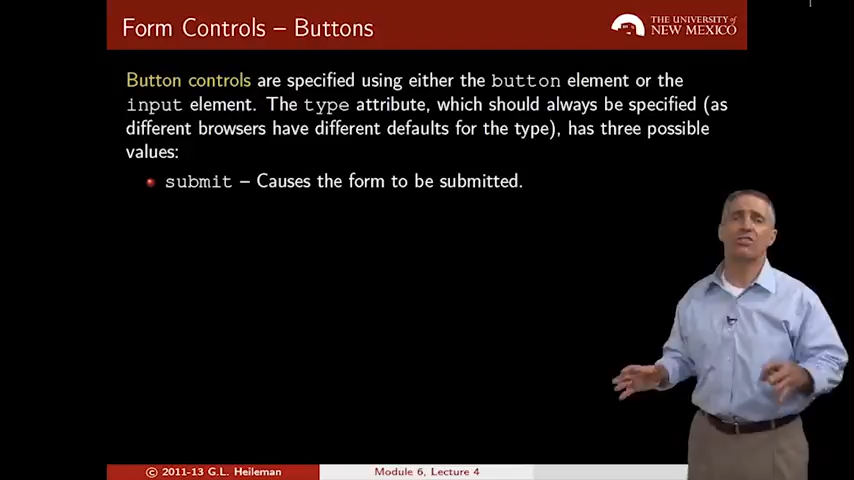 Form Controls – Buttons
THE UNIVERSITY of
NEW MEXICO
Button controls are specified using either the button element or the
input element. The type attribute, which should always be specified (as
different browsers have different defaults for the type), has three possible
values:
submit – Causes the form to be submitted.
© 2011-13 G.L. Heileman
Module 6, Lecture 4